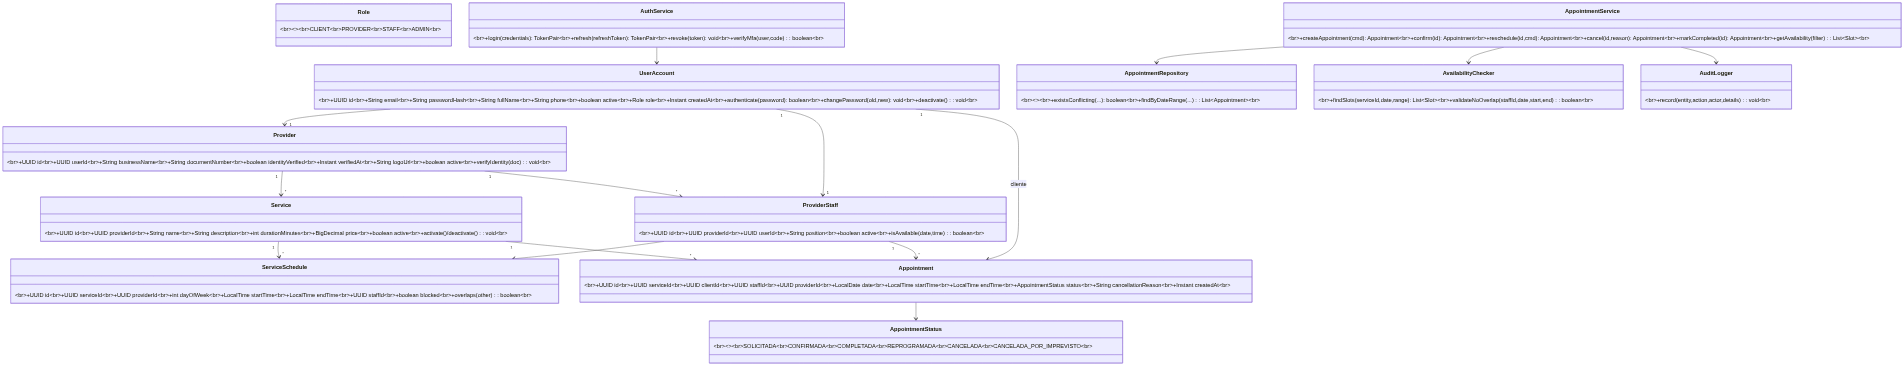 Role
<br><><br>CLIENT<br>PROVIDER<br>STAFF<br>ADMIN<br>
AuthService
<br>+login(credentials): TokenPair<br>+refresh(refreshToken): TokenPair<br>+revoke(token): void<br>+verifyMfa(user,code) : : boolean<br>
AppointmentService
<br>+createAppointment(cmd): Appointment<br>+confirm(id): Appointment<br>+reschedule(id,cmd): Appointment<br>+cancel(id,reason): Appointment<br>+markCompleted(id): Appointment<br>+getAvailability(filter) : : List<Slot><br>
UserAccount
<br>+UUID id<br>+String email<br>+String passwordHash<br>+String fullName<br>+String phone<br>+boolean active<br>+Role role<br>+Instant createdAt<br>+authenticate(password): boolean<br>+changePassword(old,new): void<br>+deactivate() : : void<br>
AppointmentRepository
<br><><br>+existsConflicting(...): boolean<br>+findByDateRange(...) : : List<Appointment><br>
AvailabilityChecker
<br>+findSlots(serviceId,date,range): List<Slot><br>+validateNoOverlap(staffId,date,start,end) : : boolean<br>
AuditLogger
<br>+record(entity,action,actor,details) : : void<br>
1
1
1
Provider
<br>+UUID id<br>+UUID userId<br>+String businessName<br>+String documentNumber<br>+boolean identityVerified<br>+Instant verifiedAt<br>+String logoUrl<br>+boolean active<br>+verifyIdentity(doc) : : void<br>
1
1
cliente
*
*
1
Service
<br>+UUID id<br>+UUID providerId<br>+String name<br>+String description<br>+int durationMinutes<br>+BigDecimal price<br>+boolean active<br>+activate()/deactivate() : : void<br>
ProviderStaff
<br>+UUID id<br>+UUID providerId<br>+UUID userId<br>+String position<br>+boolean active<br>+isAvailable(date,time) : : boolean<br>
1
1
1
*
*
*
ServiceSchedule
<br>+UUID id<br>+UUID serviceId<br>+UUID providerId<br>+int dayOfWeek<br>+LocalTime startTime<br>+LocalTime endTime<br>+UUID staffId<br>+boolean blocked<br>+overlaps(other) : : boolean<br>
Appointment
<br>+UUID id<br>+UUID serviceId<br>+UUID clientId<br>+UUID staffId<br>+UUID providerId<br>+LocalDate date<br>+LocalTime startTime<br>+LocalTime endTime<br>+AppointmentStatus status<br>+String cancellationReason<br>+Instant createdAt<br>
AppointmentStatus
<br><><br>SOLICITADA<br>CONFIRMADA<br>COMPLETADA<br>REPROGRAMADA<br>CANCELADA<br>CANCELADA_POR_IMPREVISTO<br>